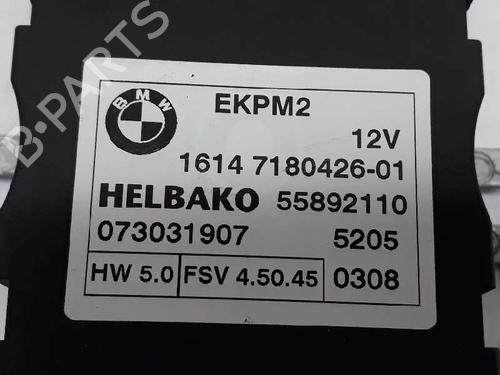 B-PARTS
BMW
EKPM2
12V
1614 7180426-01
HELBAKO 55892110
073031907 5205
HW 5.0 FSV 4.50.45 0308